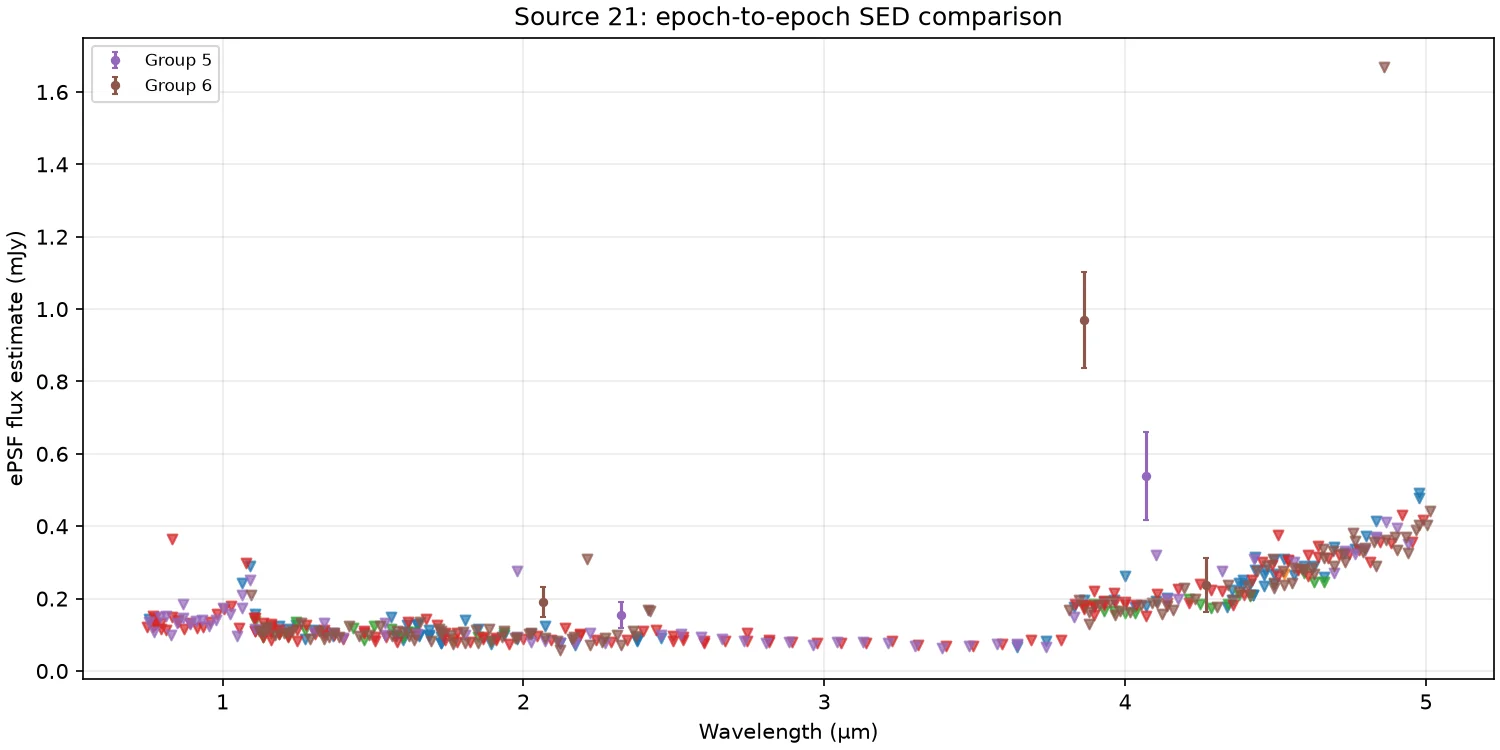 Source 21: epoch-to-epoch SED comparison
Group 5
Group 6
ePSF flux estimate (mJy)
1.6
1.4
1.2
1.0
0.8
0.6
0.4
0.2
0.0
1 2 3 4 5
Wavelength (μm)